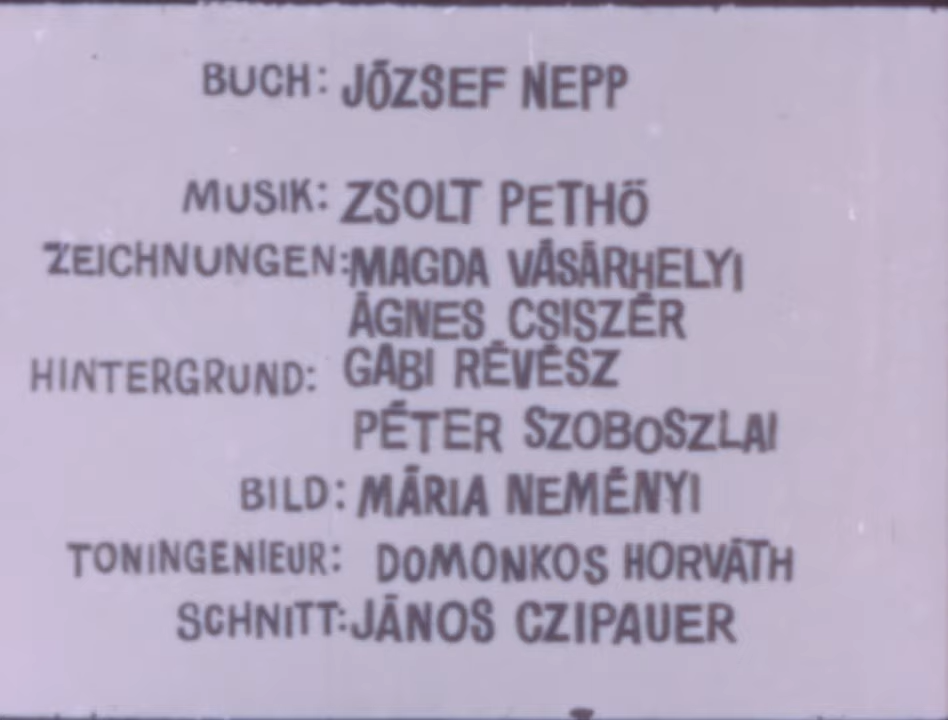 BUCH: JÓZSEF NEPP
MUSIK: ZSOLT PETHŐ
ZEICHNUNGEN: MAGDA VÁSÁRHELYI
ÁGNES CSISZÉR
HINTERGRUND: GABI RÉVÉSZ
PÉTER SZOBOSZLAI
BILD: MÁRIA NEMÉNYI
TONINGENIEUR: DOMONKOS HORVÁTH
SCHNITT: JÁNOS CZIPAUER